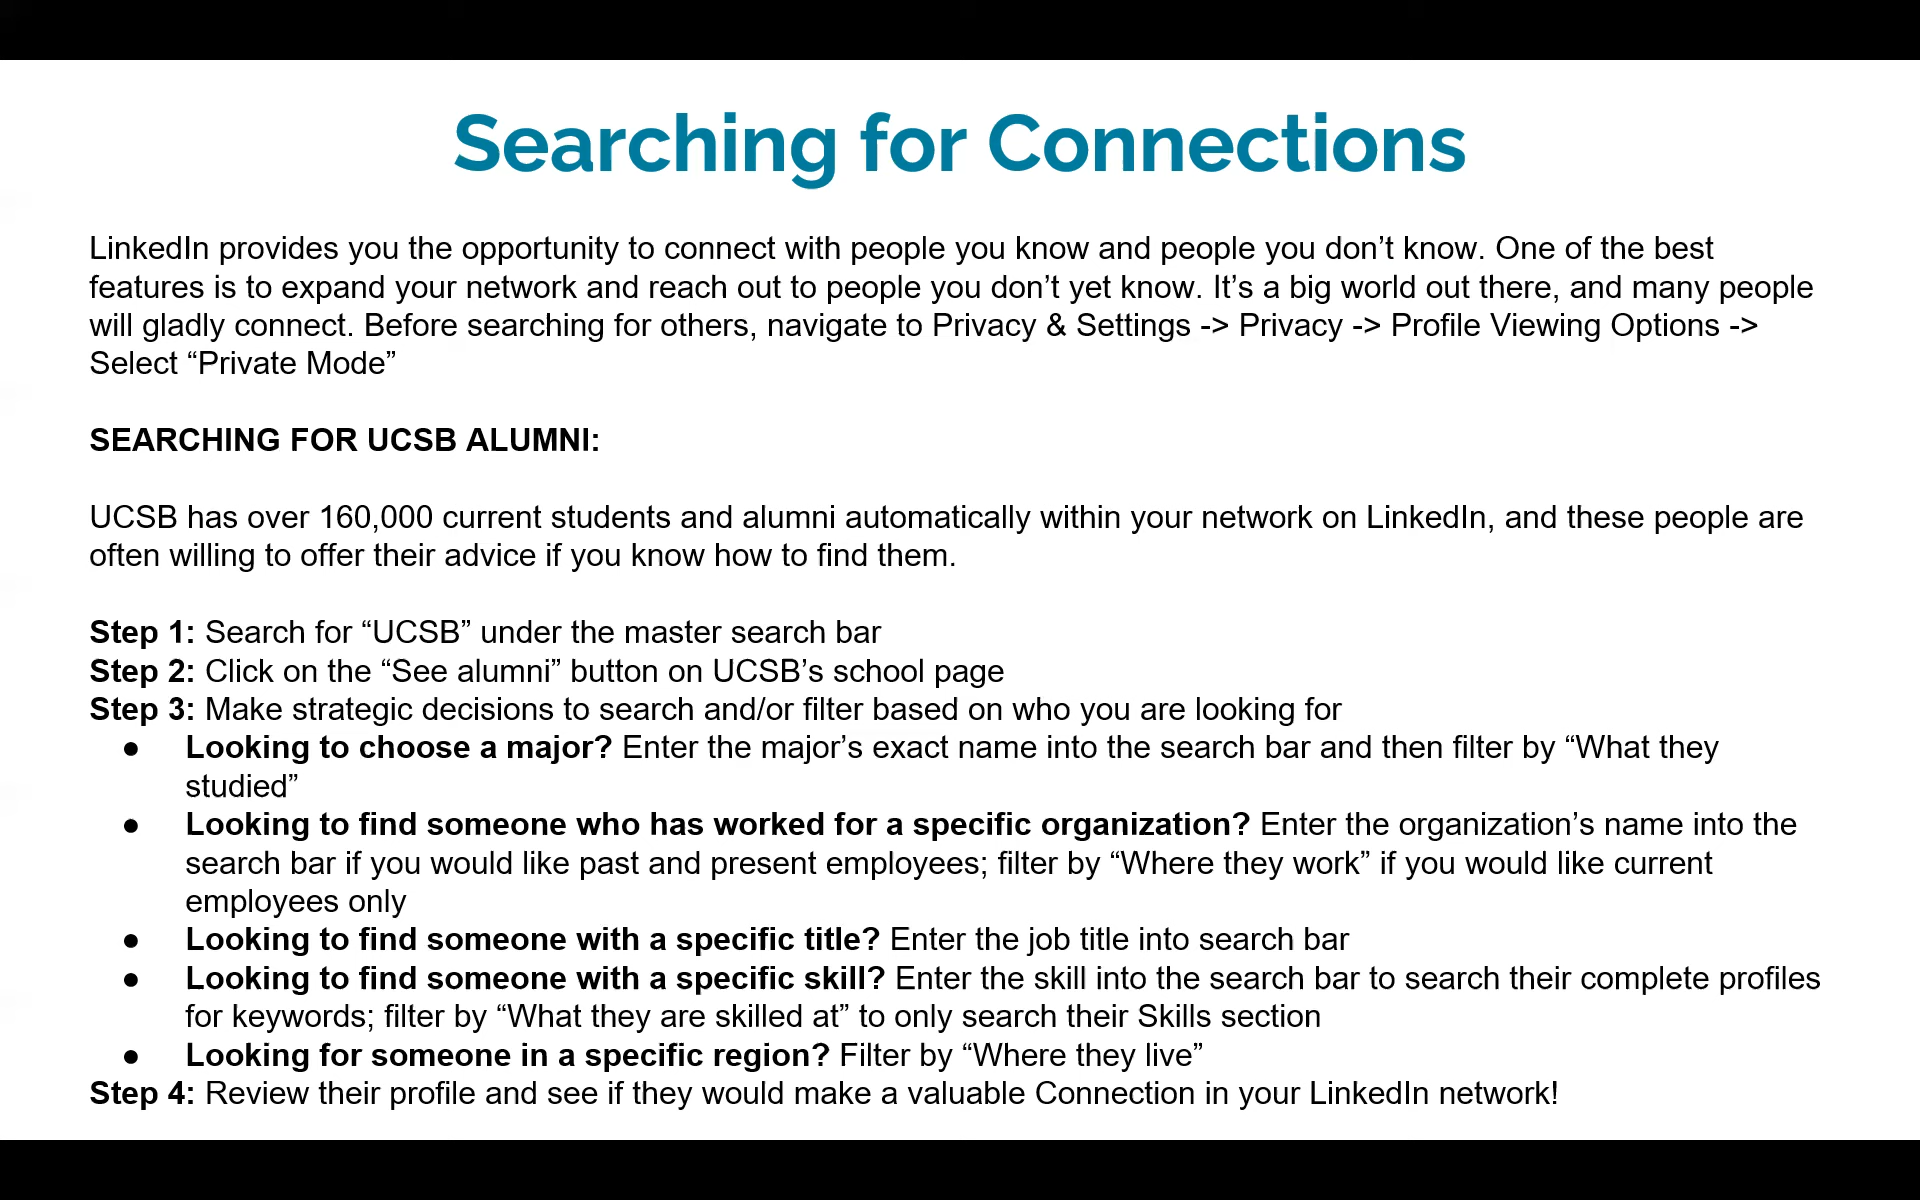 Searching for Connections
LinkedIn provides you the opportunity to connect with people you know and people you don’t know. One of the best
features is to expand your network and reach out to people you don’t yet know. It’s a big world out there, and many people
will gladly connect. Before searching for others, navigate to Privacy & Settings -> Privacy -> Profile Viewing Options ->
Select “Private Mode”
SEARCHING FOR UCSB ALUMNI:
UCSB has over 160,000 current students and alumni automatically within your network on LinkedIn, and these people are
often willing to offer their advice if you know how to find them.
Step 1: Search for “UCSB” under the master search bar
Step 2: Click on the “See alumni” button on UCSB’s school page
Step 3: Make strategic decisions to search and/or filter based on who you are looking for
● Looking to choose a major? Enter the major’s exact name into the search bar and then filter by “What they
studied”
● Looking to find someone who has worked for a specific organization? Enter the organization’s name into the
search bar if you would like past and present employees; filter by “Where they work” if you would like current
employees only
● Looking to find someone with a specific title? Enter the job title into search bar
● Looking to find someone with a specific skill? Enter the skill into the search bar to search their complete profiles
for keywords; filter by “What they are skilled at” to only search their Skills section
● Looking for someone in a specific region? Filter by “Where they live”
Step 4: Review their profile and see if they would make a valuable Connection in your LinkedIn network!